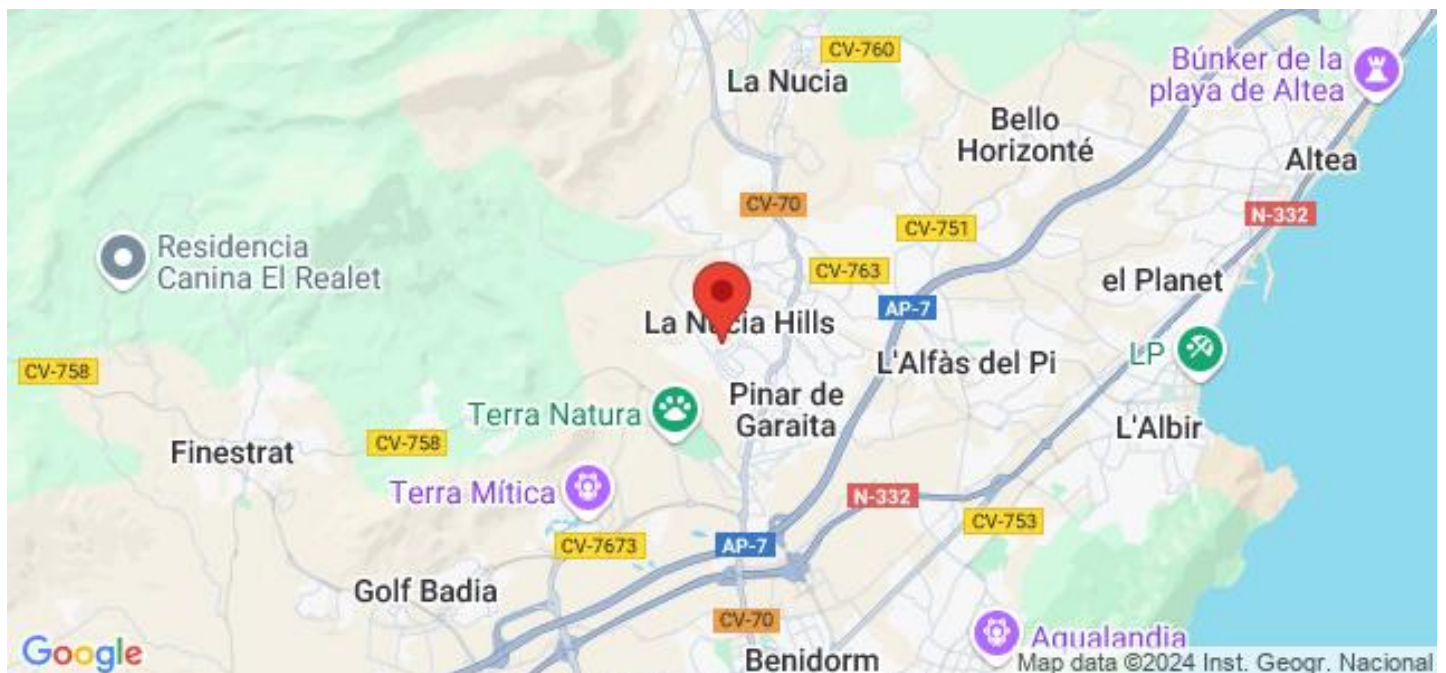 CV-760
La Nucia
Búnker de la
playa de Altea
Bello
Horizonté
Altea
CV-70
N-332
CV-751
Residencia
Canina El Realet
CV-763
el Planet
AP-7
La Nucia Hills
LP
L'Alfàs del Pi
CV-758
Pinar de
Garaita
Terra Natura
L'Albir
CV-758
Finestrat
Terra Mítica
N-332
CV-753
CV-7673
AP-7
Golf Badia
CV-70
Aqualandia
Google
Benidorm
Map data ©2024 Inst. Geogr. Nacional